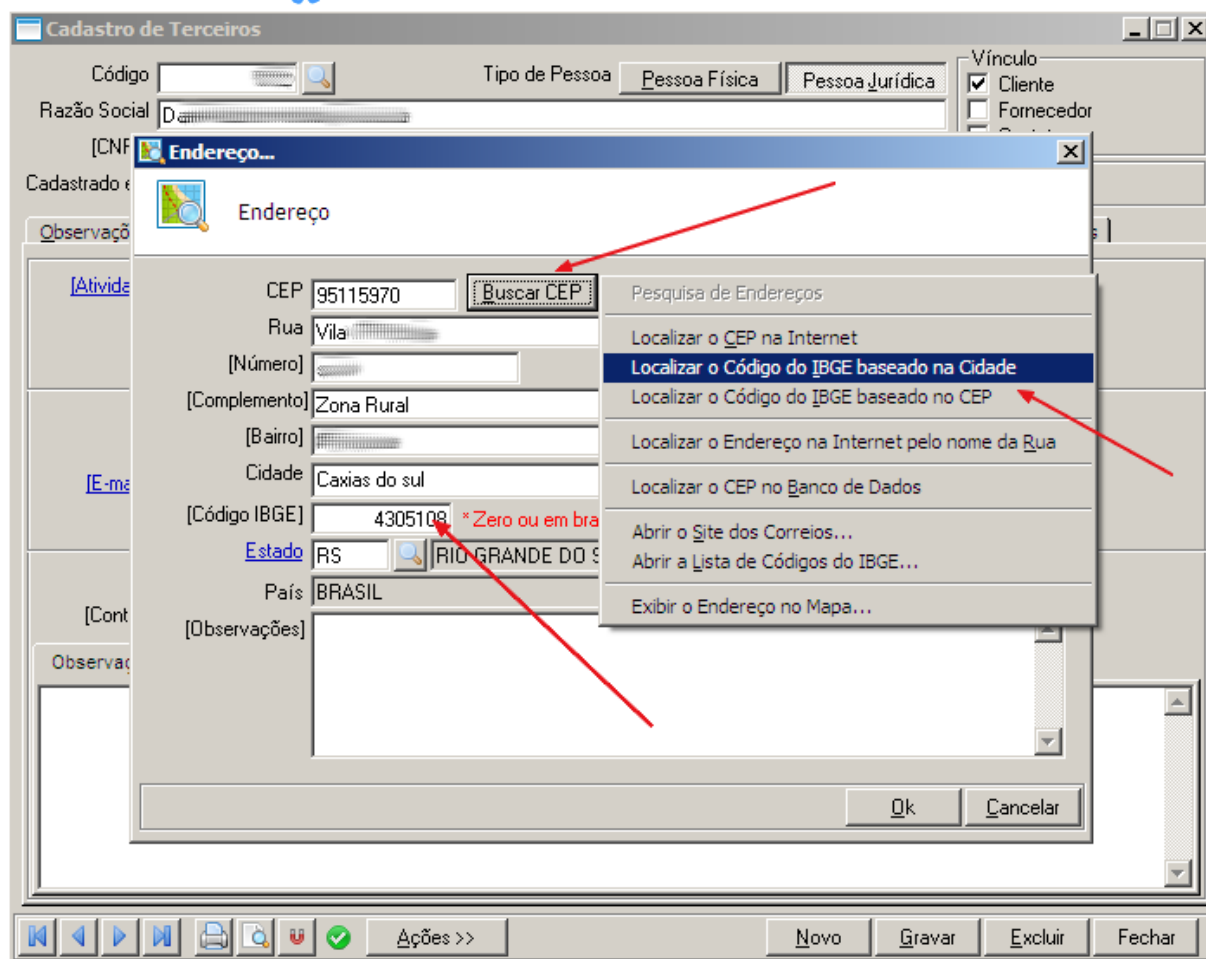 Cadastro de Terceiros
Código
Tipo de Pessoa Pessoa Física Pessoa Jurídica
Vínculo
Cliente
Fornecedor
Razão Social
[CNP
Cadastrado
Observaçõ
[Ativida
[E-ma
[Cont
Observaç
Endereço...
Endereço
CEP 95115970 Buscar CEP
Rua Vila
[Número]
[Complemento] Zona Rural
[Bairro]
Cidade Caxias do sul
[Código IBGE] 4305108 *Zero ou em bra
Estado RS RIO GRANDE DO S
País BRASIL
[Observações]
Pesquisa de Endereços
Localizar o CEP na Internet
Localizar o Código do IBGE baseado na Cidade
Localizar o Código do IBGE baseado no CEP
Localizar o Endereço na Internet pelo nome da Rua
Localizar o CEP no Banco de Dados
Abrir o Site dos Correios...
Abrir a Lista de Códigos do IBGE...
Exibir o Endereço no Mapa...
Ok Cancelar
Ações >> Novo Gravar Excluir Fechar